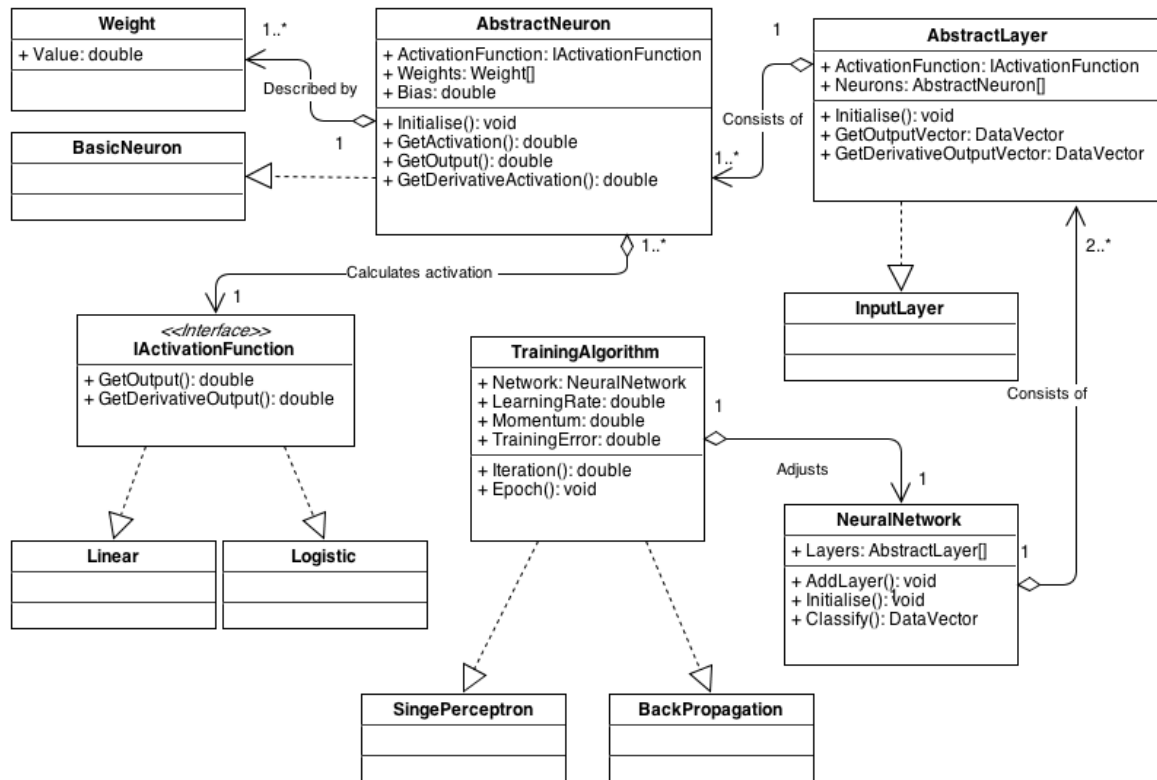 Weight
+ Value: double
1..*
Described by
1
BasicNeuron
AbstractNeuron
+ ActivationFunction: IActivationFunction
+ Weights: Weight[]
+ Bias: double
+ Initialise(): void
+ GetActivation(): double
+ GetOutput(): double
+ GetDerivativeActivation(): double
1
Consists of
1..*
AbstractLayer
+ ActivationFunction: IActivationFunction
+ Neurons: AbstractNeuron[]
+ Initialise(): void
+ GetOutputVector: DataVector
+ GetDerivativeOutputVector: DataVector
1..*
Calculates activation
1
2..*
InputLayer
Consists of
<<Interface>>
IActivationFunction
+ GetOutput(): double
+ GetDerivativeOutput(): double
TrainingAlgorithm
+ Network: NeuralNetwork
+ LearningRate: double
+ Momentum: double
+ TrainingError: double
+ Iteration(): double
+ Epoch(): void
1
Adjusts
1
NeuralNetwork
+ Layers: AbstractLayer[]
+ AddLayer(): void
+ Initialise(): void
+ Classify(): DataVector
1
1
Linear
Logistic
SingePerceptron
BackPropagation